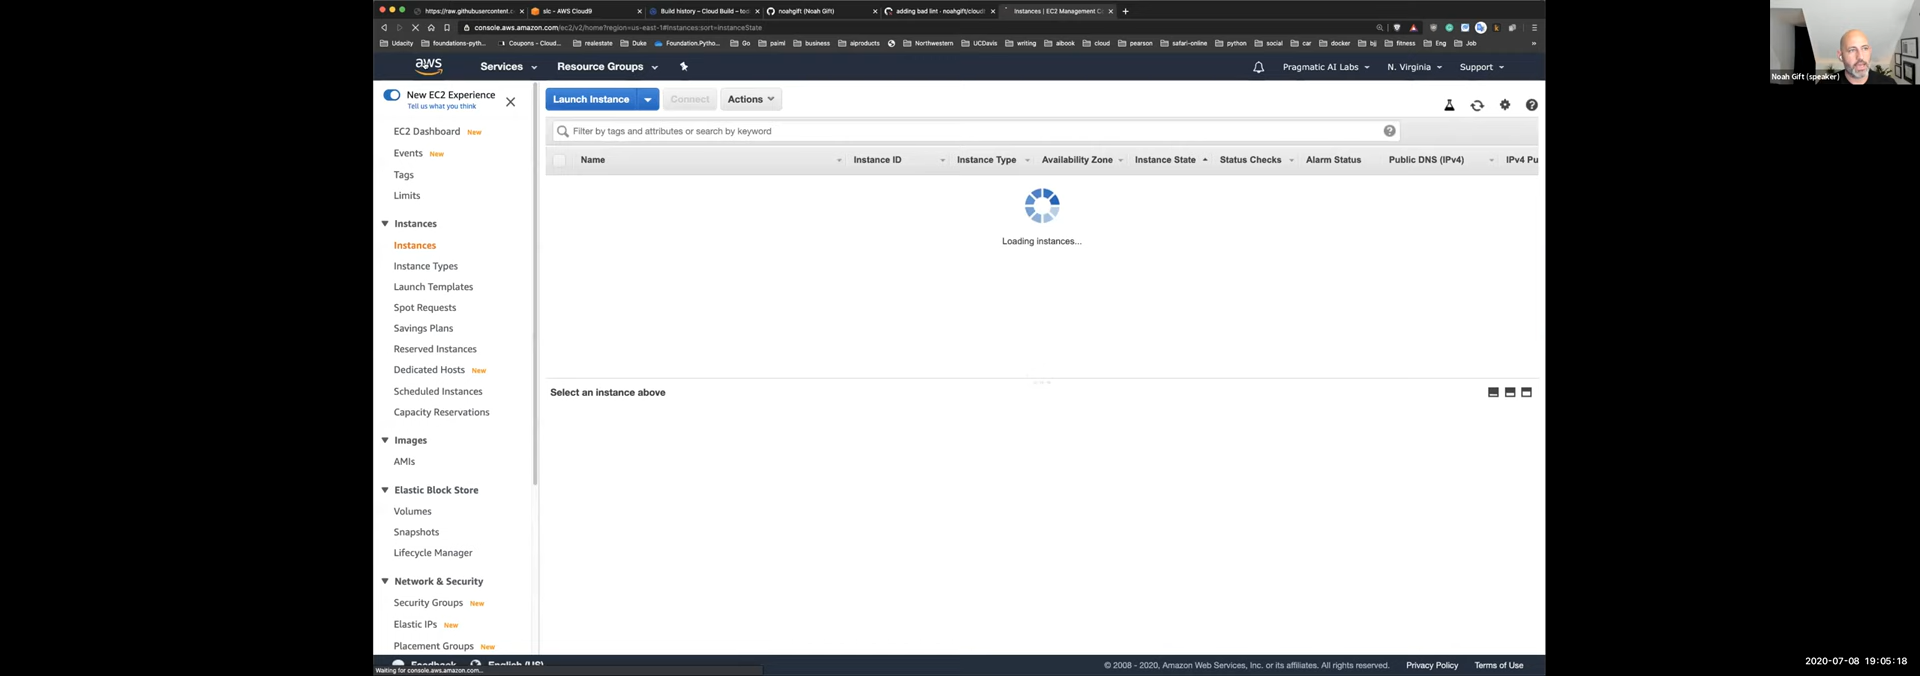 https://raw.githubusercontent.c
slc - AWS Cloud9
Build history – Cloud Build – tod
noahgift (Noah Gift)
adding bad lint · noahgift/cloud
Instances | EC2 Management C
console.aws.amazon.com/ec2/v2/home?region=us-east-1#Instances:sort=instanceState
Udacity foundations-pyth... Coupons - Cloud... realestate Duke Foundation.Pytho... Go paiml business aiproducts Northwestern UCDavis writing aibook cloud pearson safari-online python social car docker bjj fitness Eng Job »
aws Services Resource Groups Pragmatic AI Labs N. Virginia Support
New EC2 Experience
Tell us what you think
EC2 Dashboard New
Events New
Tags
Limits
Instances
Instances
Instance Types
Launch Templates
Spot Requests
Savings Plans
Reserved Instances
Dedicated Hosts New
Scheduled Instances
Capacity Reservations
Images
AMIs
Elastic Block Store
Volumes
Snapshots
Lifecycle Manager
Network & Security
Security Groups New
Elastic IPs New
Placement Groups New
Launch Instance Connect Actions
Filter by tags and attributes or search by keyword
Name Instance ID Instance Type Availability Zone Instance State Status Checks Alarm Status Public DNS (IPv4) IPv4 Pu
Loading instances...
Select an instance above
Feedback English (US)
Waiting for console.aws.amazon.com...
© 2008 - 2020, Amazon Web Services, Inc. or its affiliates. All rights reserved. Privacy Policy Terms of Use
Noah Gift (speaker)
2020-07-08 19:05:18